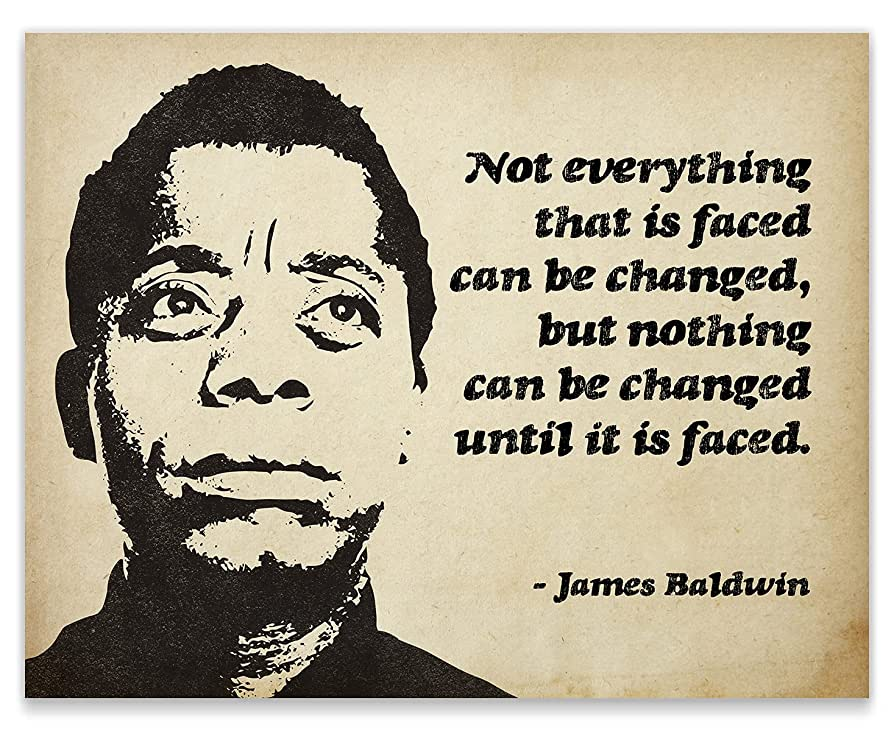 Not everything
that is faced
can be changed,
but nothing
can be changed
until it is faced.
- James Baldwin